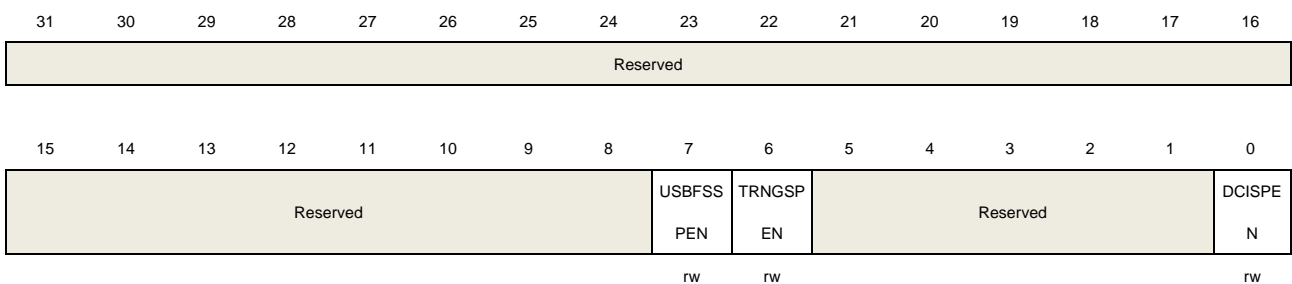 31 30 29 28 27 26 25 24 23 22 21 20 19 18 17 16
Reserved
15 14 13 12 11 10 9 8 7 6 5 4 3 2 1 0
Reserved USBFSS PEN TRNGSP EN Reserved DCISPE N
rw rw rw